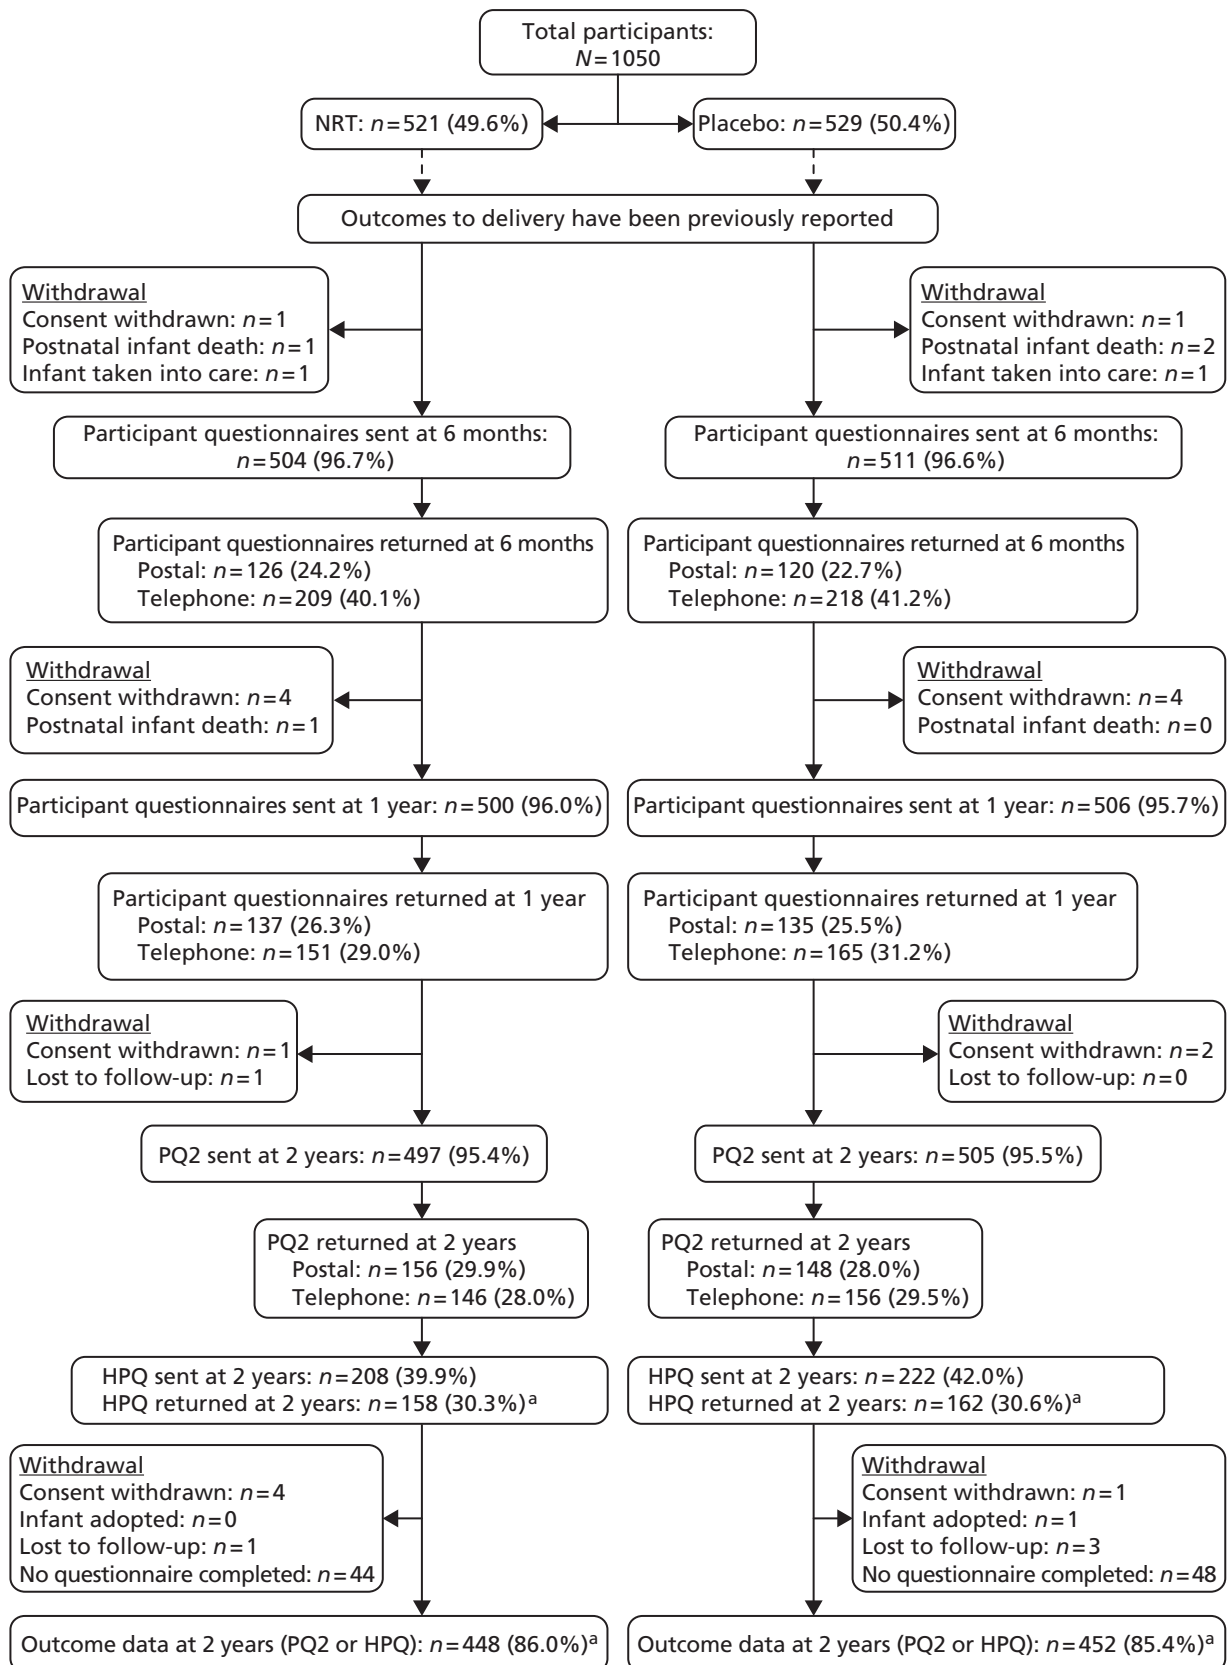 Total participants:
N=1050
NRT: n=521 (49.6%)
Placebo: n=529 (50.4%)
Outcomes to delivery have been previously reported
Withdrawal
Consent withdrawn: n=1
Postnatal infant death: n=1
Infant taken into care: n=1
Withdrawal
Consent withdrawn: n=1
Postnatal infant death: n=2
Infant taken into care: n=1
Participant questionnaires sent at 6 months:
n=504 (96.7%)
Participant questionnaires sent at 6 months:
n=511 (96.6%)
Participant questionnaires returned at 6 months
Postal: n=126 (24.2%)
Telephone: n=209 (40.1%)
Participant questionnaires returned at 6 months
Postal: n=120 (22.7%)
Telephone: n=218 (41.2%)
Withdrawal
Consent withdrawn: n=4
Postnatal infant death: n=1
Withdrawal
Consent withdrawn: n=4
Postnatal infant death: n=0
Participant questionnaires sent at 1 year: n=500 (96.0%)
Participant questionnaires sent at 1 year: n=506 (95.7%)
Participant questionnaires returned at 1 year
Postal: n=137 (26.3%)
Telephone: n=151 (29.0%)
Participant questionnaires returned at 1 year
Postal: n=135 (25.5%)
Telephone: n=165 (31.2%)
Withdrawal
Consent withdrawn: n=1
Lost to follow-up: n=1
Withdrawal
Consent withdrawn: n=2
Lost to follow-up: n=0
PQ2 sent at 2 years: n=497 (95.4%)
PQ2 sent at 2 years: n=505 (95.5%)
PQ2 returned at 2 years
Postal: n=156 (29.9%)
Telephone: n=146 (28.0%)
PQ2 returned at 2 years
Postal: n=148 (28.0%)
Telephone: n=156 (29.5%)
HPQ sent at 2 years: n=208 (39.9%)
HPQ returned at 2 years: n=158 (30.3%)a
HPQ sent at 2 years: n=222 (42.0%)
HPQ returned at 2 years: n=162 (30.6%)a
Withdrawal
Consent withdrawn: n=4
Infant adopted: n=0
Lost to follow-up: n=1
No questionnaire completed: n=44
Withdrawal
Consent withdrawn: n=1
Infant adopted: n=1
Lost to follow-up: n=3
No questionnaire completed: n=48
Outcome data at 2 years (PQ2 or HPQ): n=448 (86.0%)a
Outcome data at 2 years (PQ2 or HPQ): n=452 (85.4%)a